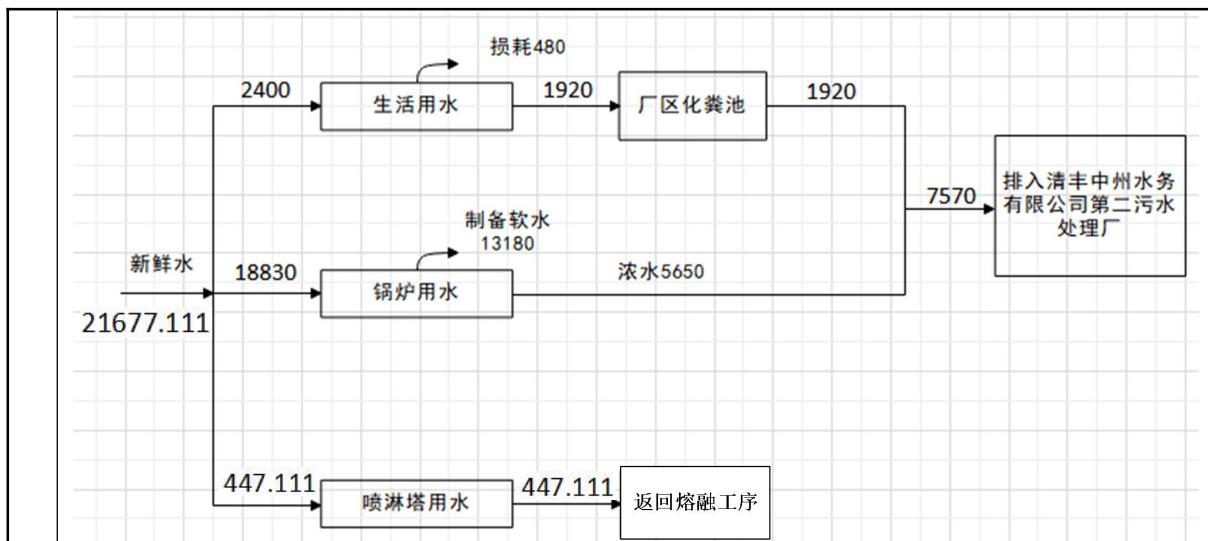 损耗480
2400
生活用水
1920
厂区化粪池
1920
排入清丰中州水务
有限公司第二污水
处理厂
7570
制备软水
13180
新鲜水
18830
锅炉用水
浓水5650
21677.111
447.111
喷淋塔用水
447.111
返回熔融工序